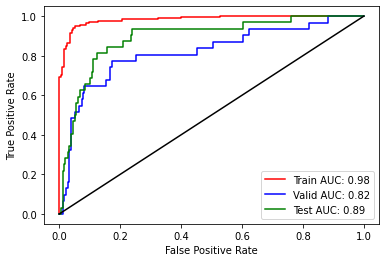 1.0
0.8
0.6
0.4
0.2
0.0
True Positive Rate
Train AUC: 0.98
Valid AUC: 0.82
Test AUC: 0.89
0.0 0.2 0.4 0.6 0.8 1.0
False Positive Rate